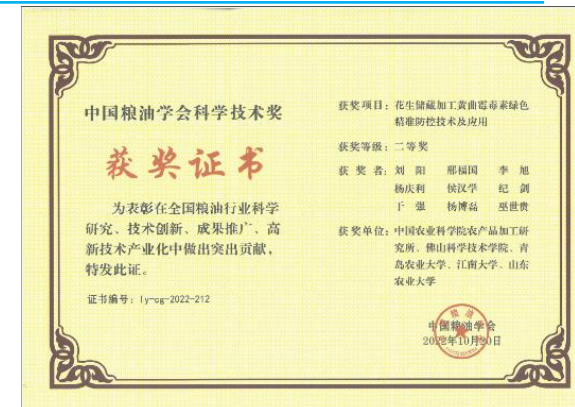 中国粮油学会科学技术奖
获奖证书
为表彰在全国粮油行业科学
研究、技术创新、成果推广、高
新技术产业化中做出突出贡献，
特发此证。
证书编号：ly-cg-2022-212
获奖项目：花生储藏加工黄曲霉毒素绿色
精准防控技术及应用
获奖等级：二等奖
获 奖 者：刘 阳 邢福国 李 旭
杨庆利 侯汉学 纪 剑
于 强 杨博磊 巫世贵
获奖单位：中国农业科学院农产品加工研
究所、佛山科学技术学院、青
岛农业大学、江南大学、山东
农业大学
中国粮油学会
2022年10月20日